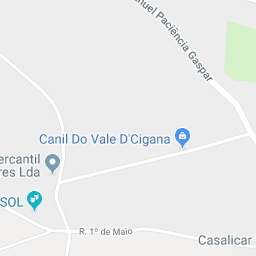 nuel Paciência Gaspar
Canil Do Vale D'Cigana
ercantil
res Lda
SOL
R. 1º de Maio
Casalicar